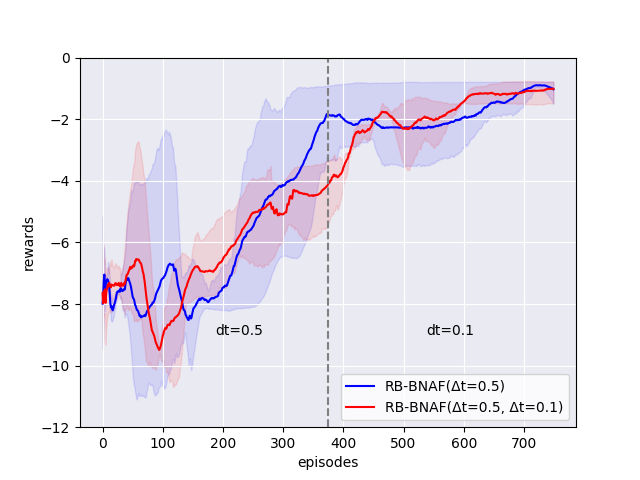 0
−2
−4
−6
−8
−10
−12
rewards
dt=0.5
dt=0.1
RB-BNAF(Δt=0.5)
RB-BNAF(Δt=0.5, Δt=0.1)
0 100 200 300 400 500 600 700
episodes